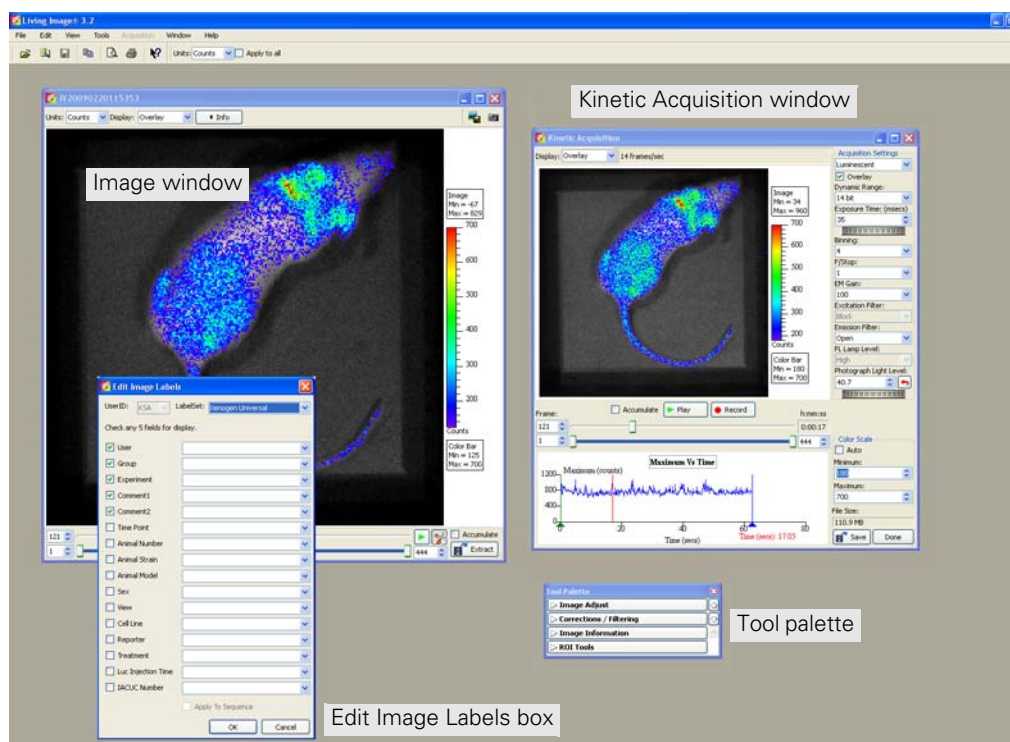 Living Image® 3.2
File Edit View Tools Acquisition Window Help
Units: Counts Apply to all
IV20090220115353
Units: Counts Display: Overlay Info
Image window
Image
Min = -67
Max = 829
700
600
500
400
300
200
Counts
Color Bar
Min = 125
Max = 700
121
1
444
Accumulate
Extract
Kinetic Acquisition window
Kinetic Acquisition
Display: Overlay 14 frames/sec
Image
Min = 34
Max = 960
700
600
500
400
300
200
Counts
Color Bar
Min = 180
Max = 700
Acquisition Settings
Luminescent
Overlay
Dynamic Range:
14 bit
Exposure Time: (msecs)
35
Binning:
4
F/Stop:
1
EM Gain:
100
Excitation Filter:
Block
Emission Filter:
Open
FL Lamp Level:
High
Photograph Light Level:
40.7
Frame: Accumulate Play Record h:mm:ss
121 0:00:17
1 444
Color Scale
Auto
Minimum:
180
Maximum:
700
File Size:
110.9 MB
Save Done
Maximum Vs Time
Maximum (counts)
1200
800
400
0
0 20 40 60 80
Time (secs)
Time (secs) 17.05
Edit Image Labels
UserID: KSA LabelSet: Xenogen Universal
Check any 5 fields for display.
User
Group
Experiment
Comment1
Comment2
Time Point
Animal Number
Animal Strain
Animal Model
Sex
View
Cell Line
Reporter
Treatment
Luc Injection Time
IACUC Number
Apply To Sequence
OK Cancel
Edit Image Labels box
Tool Palette
Image Adjust
Corrections / Filtering
Image Information
ROI Tools
Tool palette